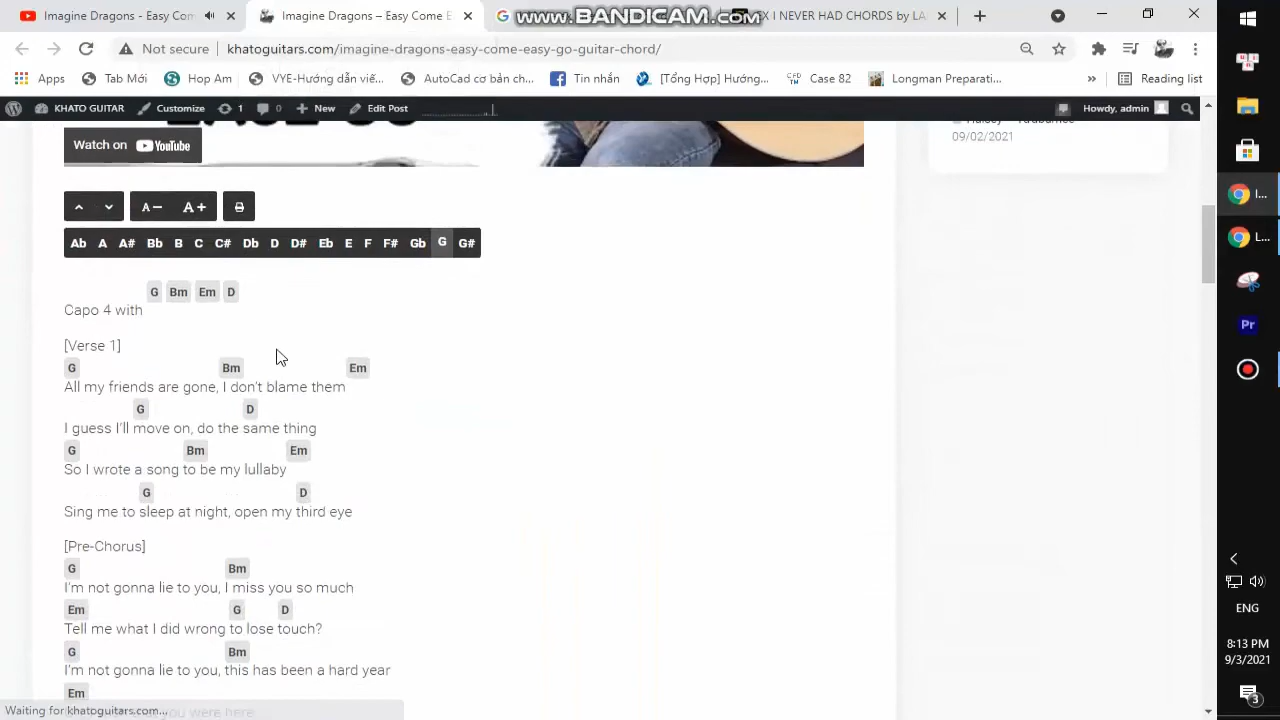 Imagine Dragons - Easy Com
Imagine Dragons – Easy Come E
www.BANDICAM.com
X I NEVER HAD CHORDS by LA
Not secure
khatoguitars.com/imagine-dragons-easy-come-easy-go-guitar-chord/
Apps
Tab Mới
Hop Am
VYE-Hướng dẫn viế...
AutoCad cơ bản ch...
Tin nhắn
[Tổng Hợp] Hướng...
Case 82
Longman Preparati...
»
Reading list
KHATO GUITAR
Customize
1
0
New
Edit Post
Howdy, admin
09/02/2021
Watch on YouTube
A− A+
Ab A A# Bb B C C# Db D D# Eb E F F# Gb G G#
G Bm Em D
Capo 4 with
[Verse 1]
G Bm Em
All my friends are gone, I don't blame them
G D
I guess I'll move on, do the same thing
G Bm Em
So I wrote a song to be my lullaby
G D
Sing me to sleep at night, open my third eye
[Pre-Chorus]
G Bm
I'm not gonna lie to you, I miss you so much
Em G D
Tell me what I did wrong to lose touch?
G Bm
I'm not gonna lie to you, this has been a hard year
Em
you were here
Waiting for khatoguitars.com...
I...
L...
Pr
ENG
8:13 PM
9/3/2021
3